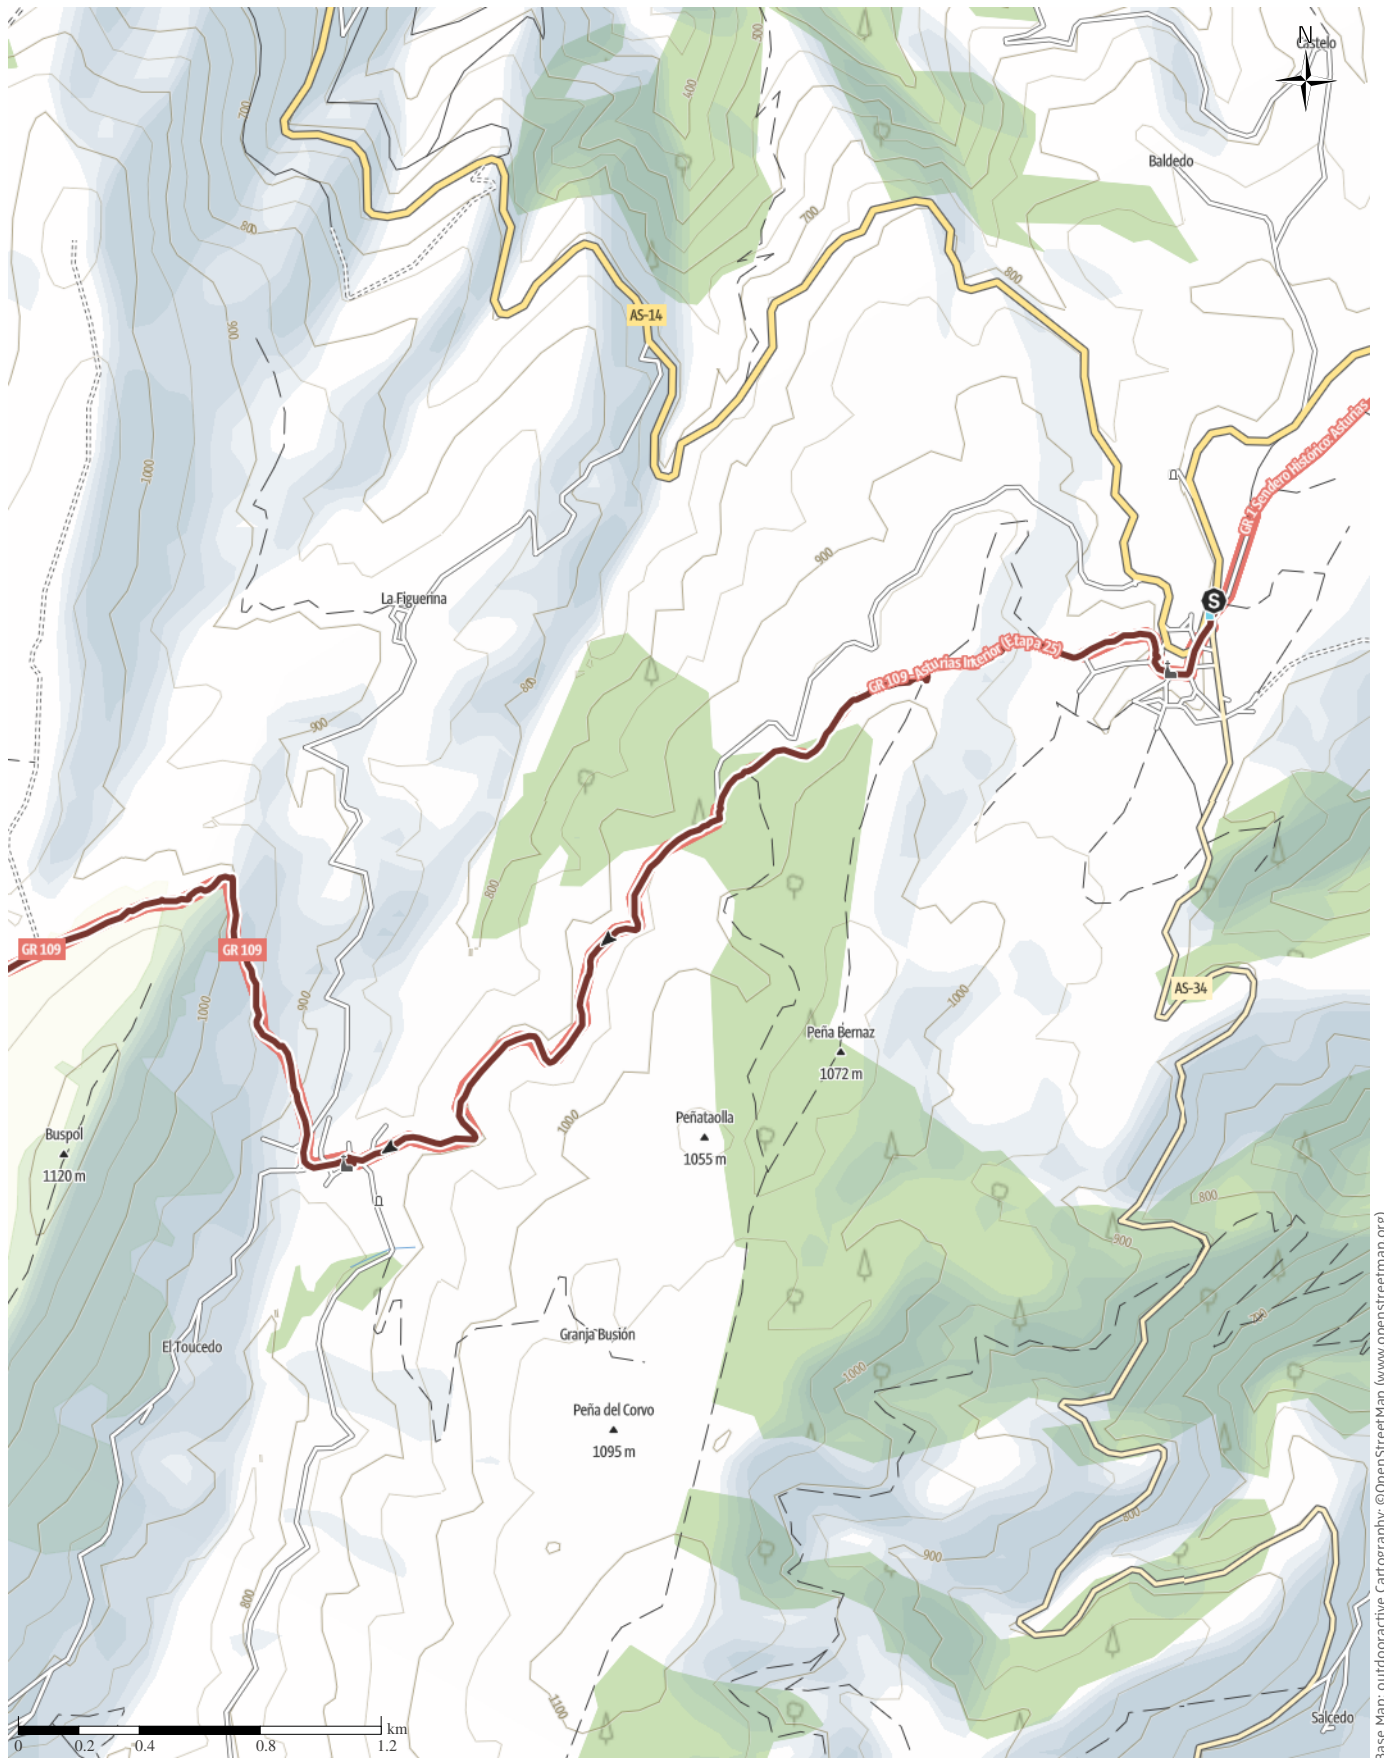 N
Castelo
500
400
700
Baldedo
700
800
800
AS-14
900
1000
GR 1 Sendero Histórico: Asturias
900
La Figuerina
S
GR 109 - Asturias Interior (Etapa 25)
800
900
800
GR 109
GR 109
AS-34
1000
900
1000
Peña Bernaz
1072 m
Peñataolla
1055 m
1000
Buspol
1120 m
800
900
700
El Toucedo
Granja Busión
1000
Peña del Corvo
1095 m
800
900
800
1100
Salcedo
km
0 0.2 0.4 0.8 1.2
Base Map: outdooractive Cartography; ©OpenStreetMap (www.openstreetmap.org)